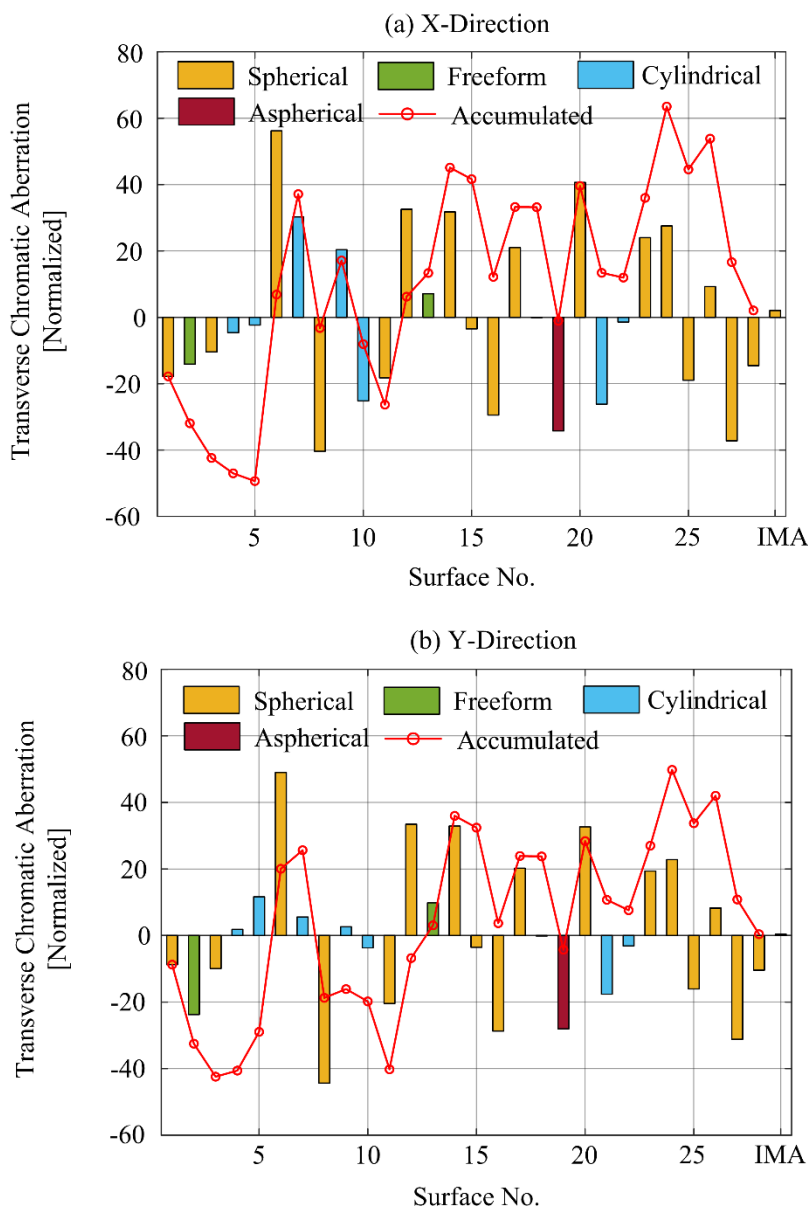 (a) X-Direction
80
60
40
20
0
-20
-40
-60
Transverse Chromatic Aberration
[Normalized]
Spherical Freeform Cylindrical
Aspherical Accumulated
5 10 15 20 25 IMA
Surface No.
(b) Y-Direction
80
60
40
20
0
-20
-40
-60
Transverse Chromatic Aberration
[Normalized]
Spherical Freeform Cylindrical
Aspherical Accumulated
5 10 15 20 25 IMA
Surface No.